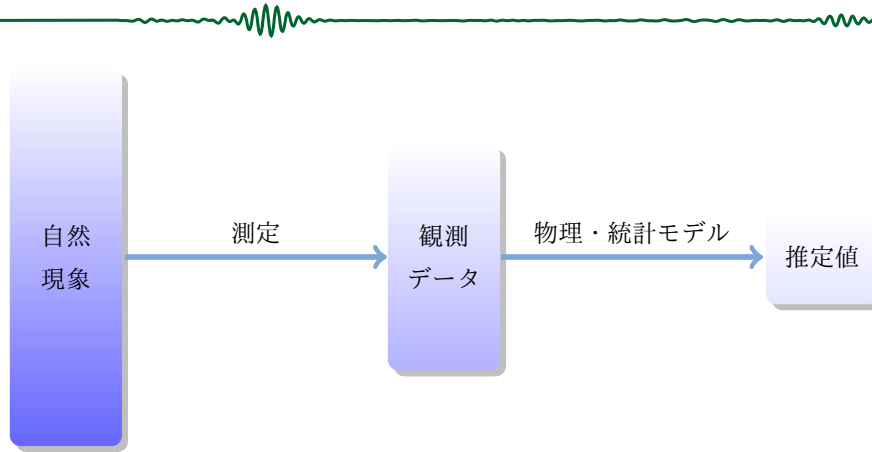 自然
現象
測定
観測
データ
物理・統計モデル
推定値